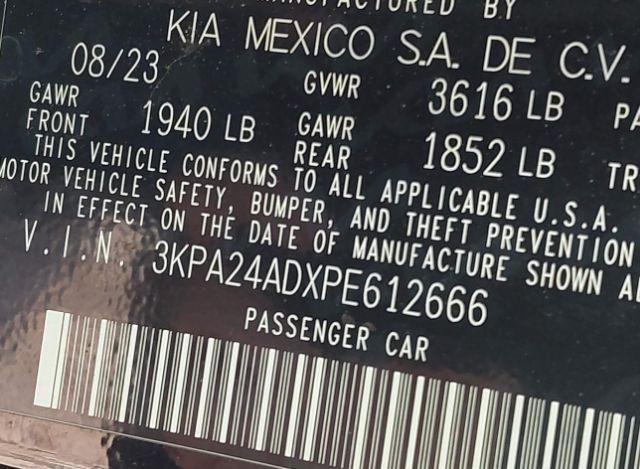 MANUFACTURED BY
KIA MEXICO S.A. DE C.V.
08/23 GVWR 3616 LB
GAWR FRONT 1940 LB GAWR REAR 1852 LB
THIS VEHICLE CONFORMS TO ALL APPLICABLE U.S.A.
MOTOR VEHICLE SAFETY, BUMPER, AND THEFT PREVENTION
IN EFFECT ON THE DATE OF MANUFACTURE SHOWN
V.I.N. 3KPA24ADXPE612666
PASSENGER CAR